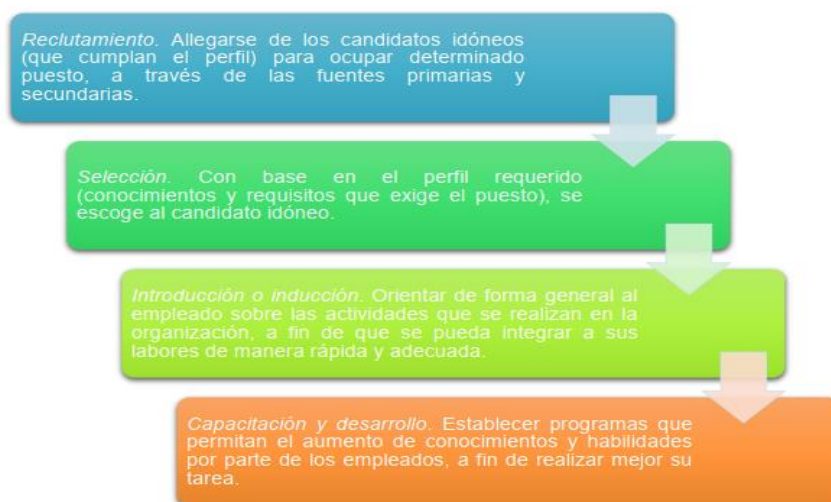 Reclutamiento. Allegarse de los candidatos idóneos
(que cumplan el perfil) para ocupar determinado
puesto, a través de las fuentes primarias y
secundarias.
Selección. Con base en el perfil requerido
(conocimientos y requisitos que exige el puesto), se
escoge al candidato idóneo.
Introducción o inducción. Orientar de forma general al
empleado sobre las actividades que se realizan en la
organización, a fin de que se pueda integrar a sus
labores de manera rápida y adecuada.
Capacitación y desarrollo. Establecer programas que
permitan el aumento de conocimientos y habilidades
por parte de los empleados, a fin de realizar mejor su
tarea.